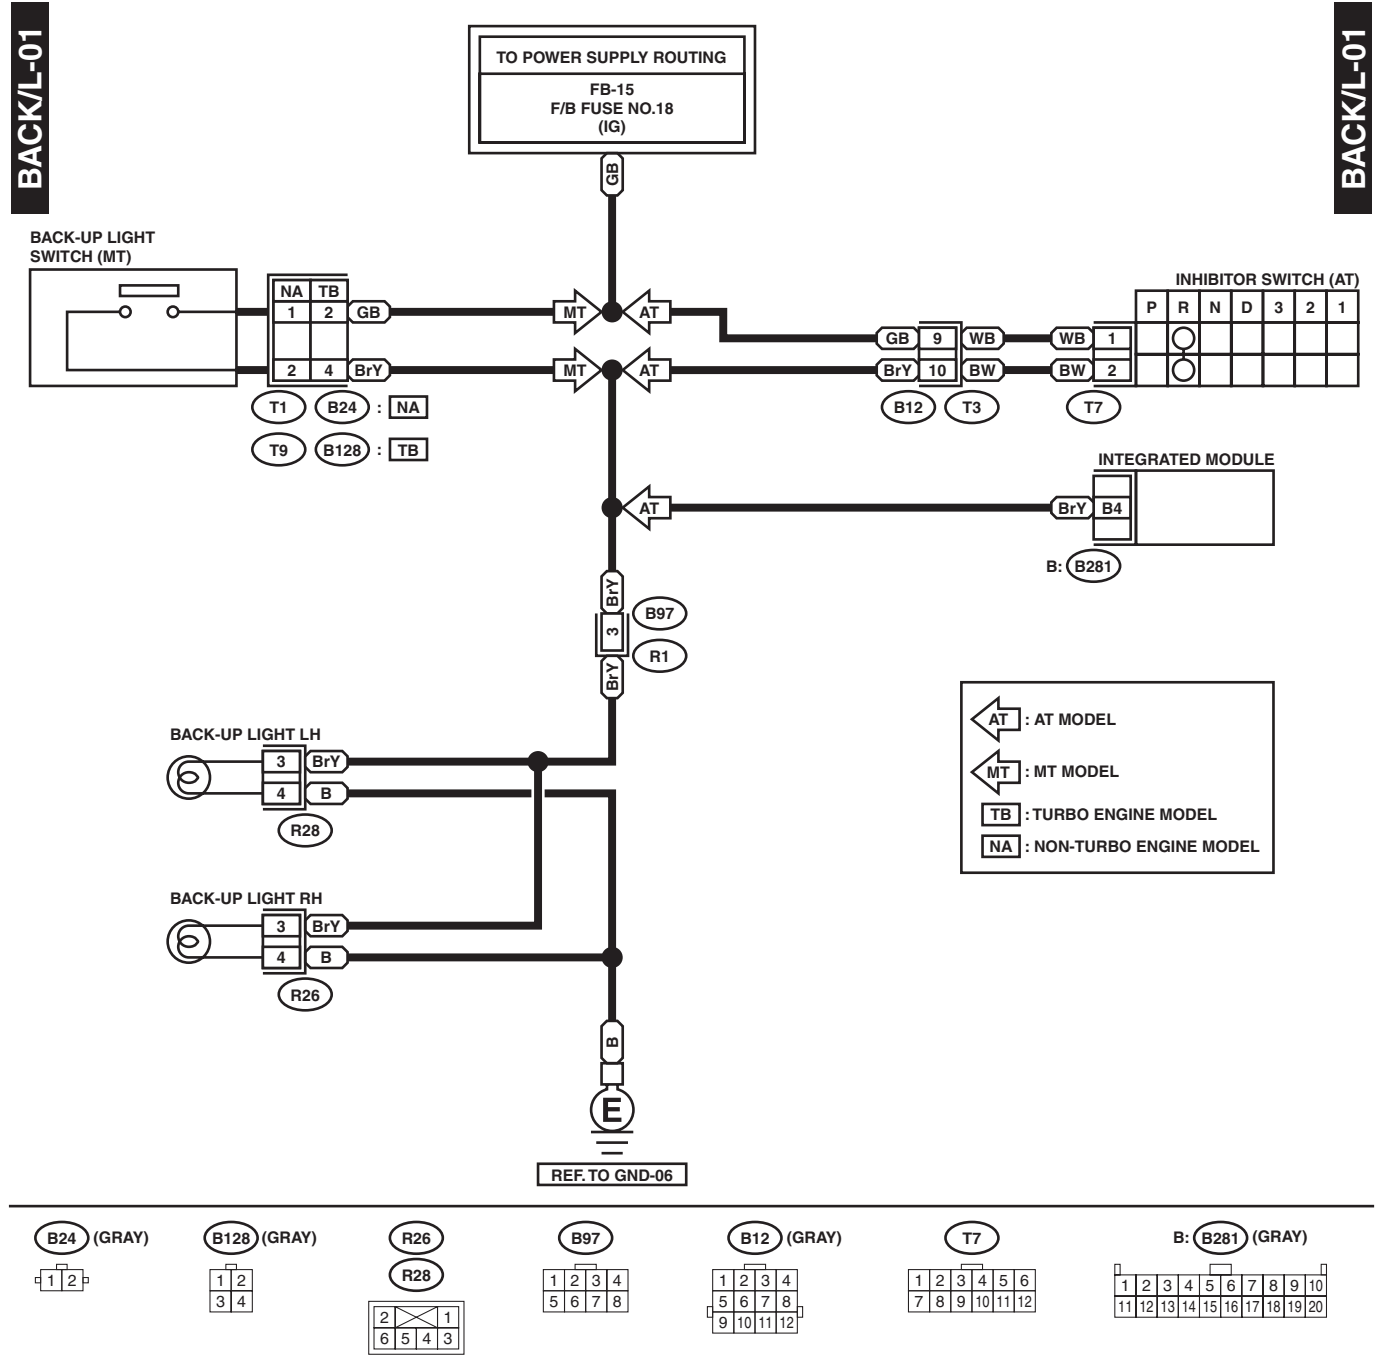 BACK/L-01
BACK/L-01
TO POWER SUPPLY ROUTING
FB-15
F/B FUSE NO.18
(IG)
GB
BACK-UP LIGHT
SWITCH (MT)
INHIBITOR SWITCH (AT)
NA TB
P R N D 3 2 1
1 2 GB MT AT
GB 9 WB WB 1
2 4 BrY MT AT BrY 10 BW BW 2
T1 B24 : NA
B12 T3 T7
T9 B128 : TB
INTEGRATED MODULE
AT BrY B4
B: B281
BrY
B97
3
R1
BrY
AT : AT MODEL
MT : MT MODEL
TB : TURBO ENGINE MODEL
NA : NON-TURBO ENGINE MODEL
BACK-UP LIGHT LH
3 BrY
4 B
R28
BACK-UP LIGHT RH
3 BrY
4 B
R26
B
E
REF. TO GND-06
B24 (GRAY)
1 2
B128 (GRAY)
1 2
3 4
R26
R28
2 1
6 5 4 3
B97
1 2 3 4
5 6 7 8
B12 (GRAY)
1 2 3 4
5 6 7 8
9 10 11 12
T7
1 2 3 4 5 6
7 8 9 10 11 12
B: B281 (GRAY)
1 2 3 4 5 6 7 8 9 10
11 12 13 14 15 16 17 18 19 20